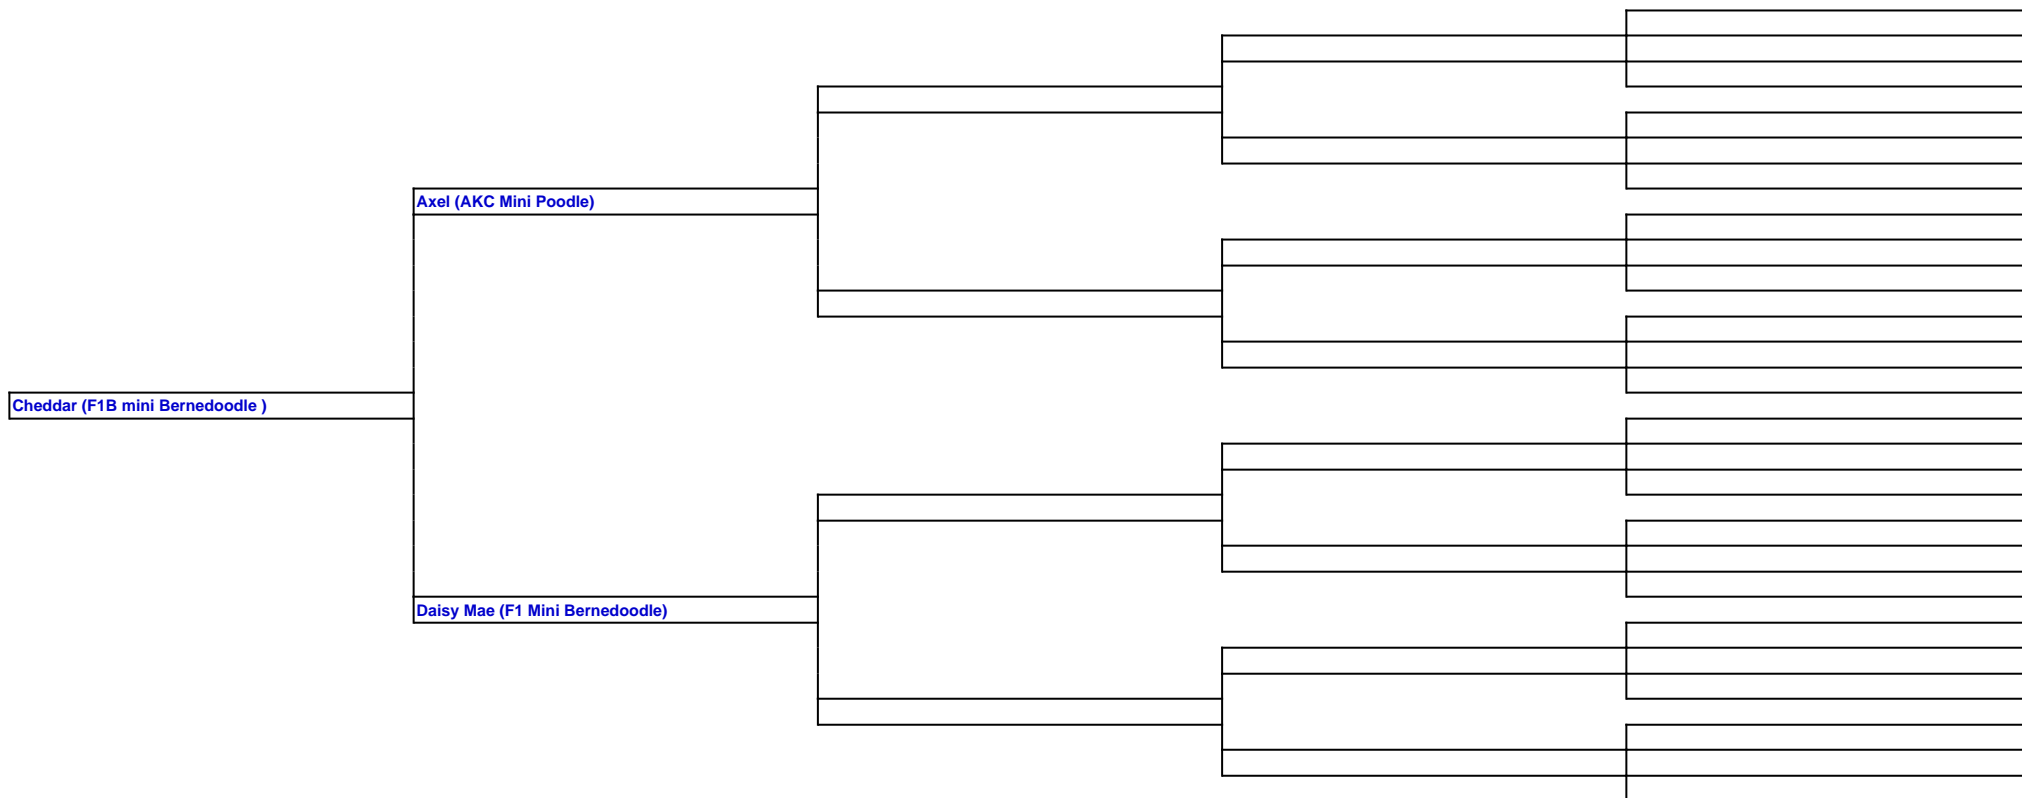 Axel (AKC Mini Poodle)
Cheddar (F1B mini Bernedoodle )
Daisy Mae (F1 Mini Bernedoodle)